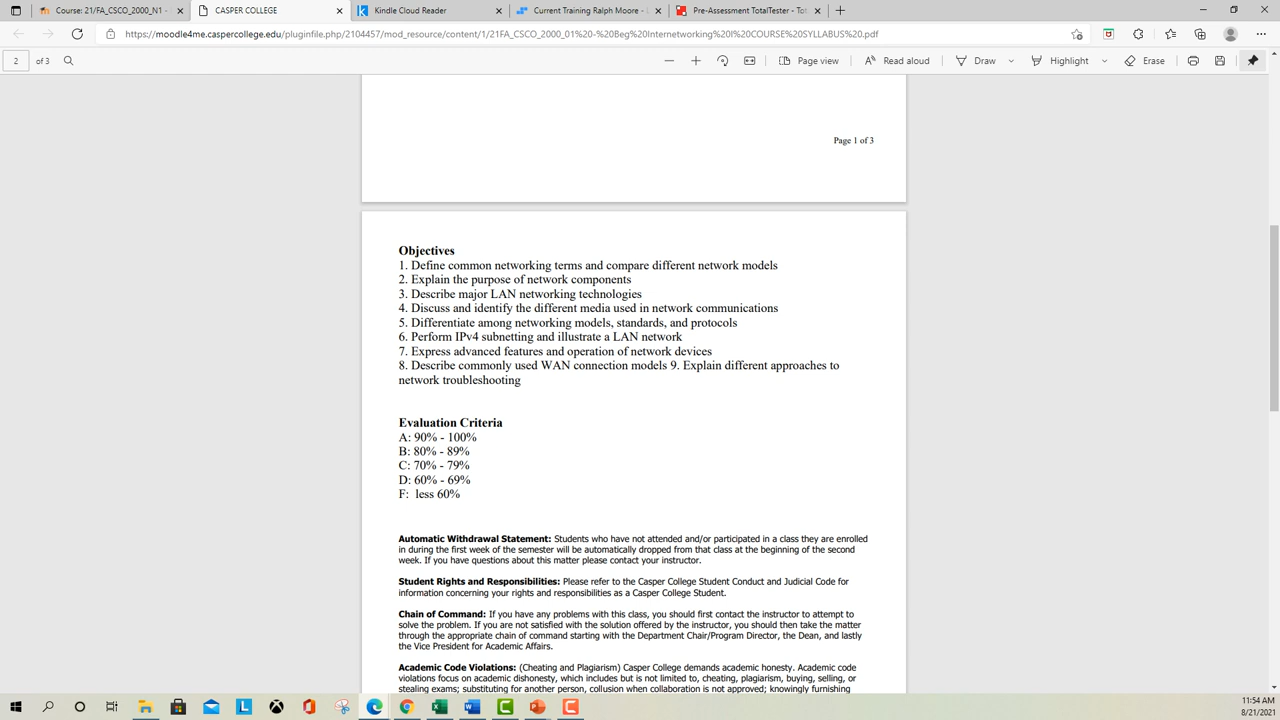 Course: 21/FA_CSCO_2000_N1 -
CASPER COLLEGE
Kindle Cloud Reader
Current Training Ralph Moore - L
Pre-Assessment TotalTester - Tot
https://moodle4me.caspercollege.edu/pluginfile.php/2104457/mod_resource/content/1/21FA_CSCO_2000_01%20-%20Beg%20Internetworking%20I%20COURSE%20SYLLABUS%20.pdf
2 of 3
Page view
Read aloud
Draw
Highlight
Erase
Page 1 of 3
Objectives
1. Define common networking terms and compare different network models
2. Explain the purpose of network components
3. Describe major LAN networking technologies
4. Discuss and identify the different media used in network communications
5. Differentiate among networking models, standards, and protocols
6. Perform IPv4 subnetting and illustrate a LAN network
7. Express advanced features and operation of network devices
8. Describe commonly used WAN connection models 9. Explain different approaches to
network troubleshooting
Evaluation Criteria
A: 90% - 100%
B: 80% - 89%
C: 70% - 79%
D: 60% - 69%
F:  less 60%
Automatic Withdrawal Statement: Students who have not attended and/or participated in a class they are enrolled
in during the first week of the semester will be automatically dropped from that class at the beginning of the second
week. If you have questions about this matter please contact your instructor.
Student Rights and Responsibilities: Please refer to the Casper College Student Conduct and Judicial Code for
information concerning your rights and responsibilities as a Casper College Student.
Chain of Command: If you have any problems with this class, you should first contact the instructor to attempt to
solve the problem. If you are not satisfied with the solution offered by the instructor, you should then take the matter
through the appropriate chain of command starting with the Department Chair/Program Director, the Dean, and lastly
the Vice President for Academic Affairs.
Academic Code Violations: (Cheating and Plagiarism) Casper College demands academic honesty. Academic code
violations focus on academic dishonesty, which includes but is not limited to, cheating, plagiarism, buying, selling, or
stealing exams; substituting for another person, collusion when collaboration is not approved; knowingly furnishing
11:54 AM
8/21/2021